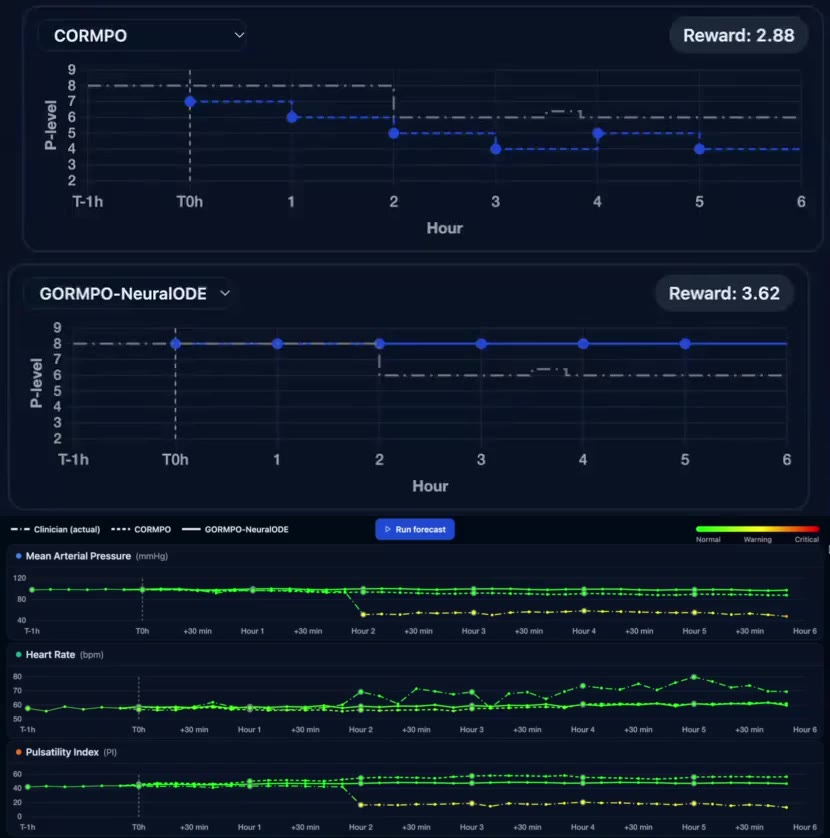 CORMPO
Reward: 2.88
9
8
7
6
5
4
3
2
P-level
T-1h T0h 1 2 3 4 5 6
Hour
GORMPO-NeuralODE
Reward: 3.62
9
8
7
6
5
4
3
2
P-level
T-1h T0h 1 2 3 4 5 6
Hour
Clinician (actual) CORMPO GORMPO-NeuralODE
Run forecast
Normal Warning Critical
Mean Arterial Pressure (mmHg)
120
80
40
T-1h T0h +30 min Hour 1 +30 min Hour 2 +30 min Hour 3 +30 min Hour 4 +30 min Hour 5 +30 min Hour 6
Heart Rate (bpm)
80
70
60
50
T-1h T0h +30 min Hour 1 +30 min Hour 2 +30 min Hour 3 +30 min Hour 4 +30 min Hour 5 +30 min Hour 6
Pulsatility Index (PI)
60
40
20
0
T-1h T0h +30 min Hour 1 +30 min Hour 2 +30 min Hour 3 +30 min Hour 4 +30 min Hour 5 +30 min Hour 6